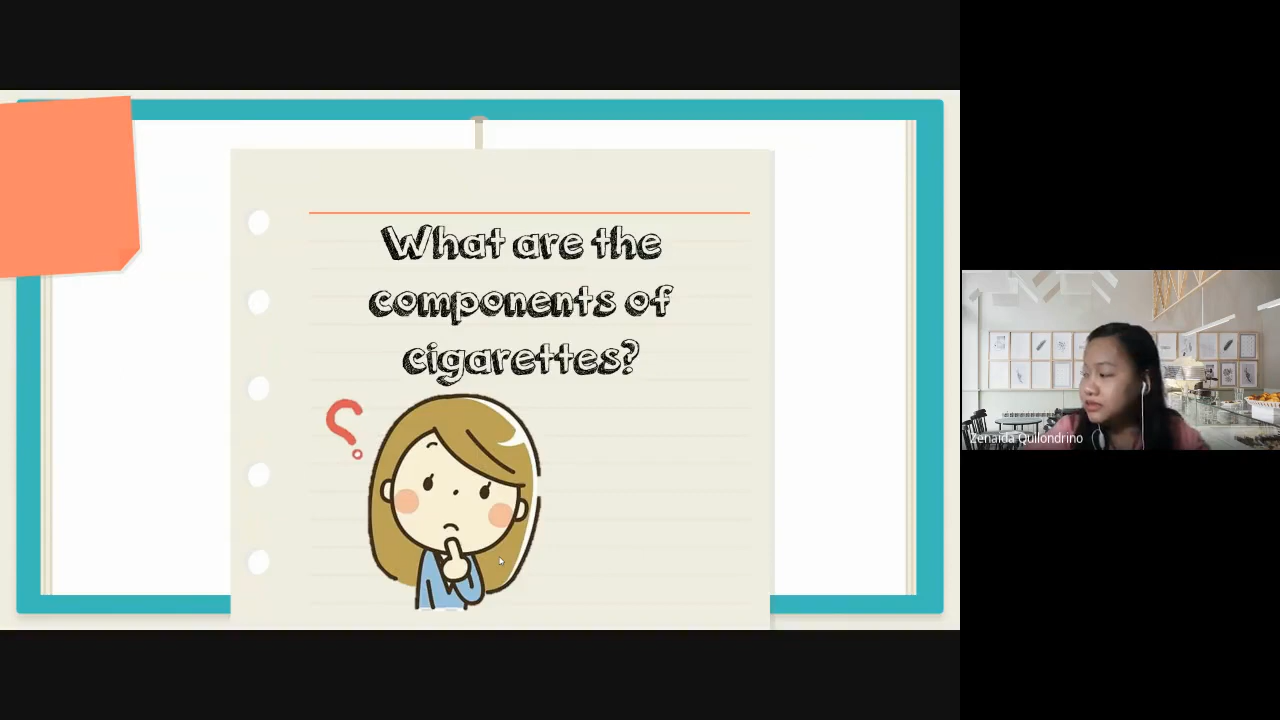 What are the
components of
cigarettes?
?
Zenaida Quilondrino